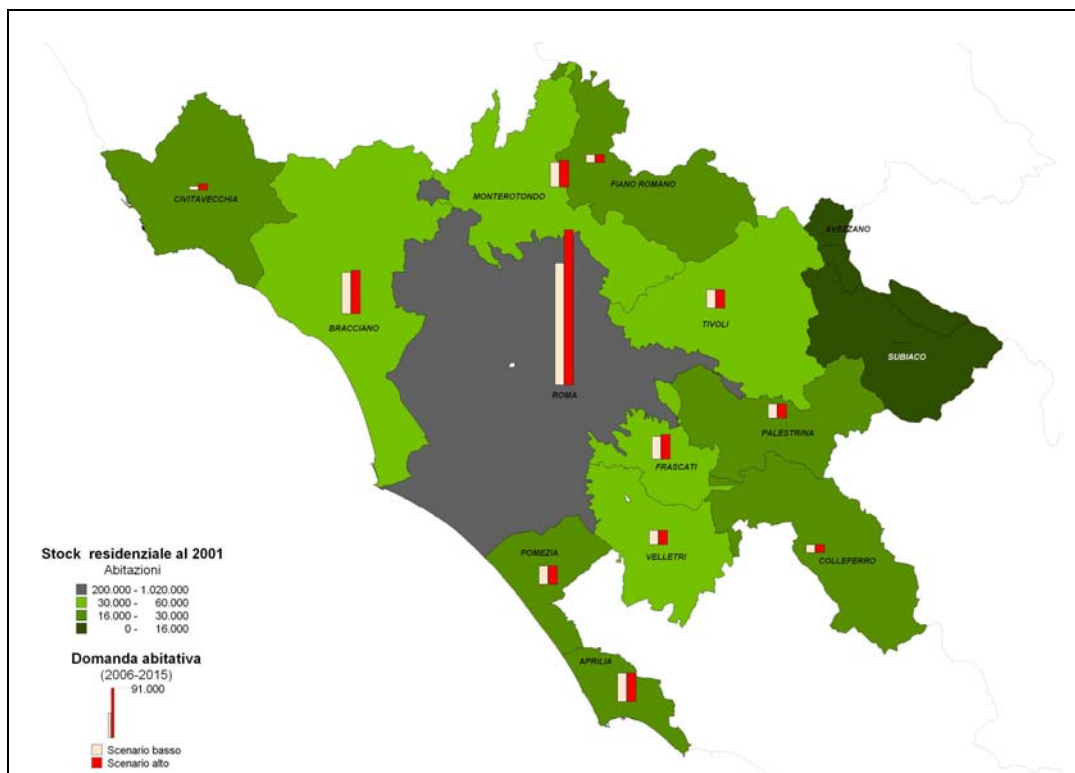 CIVITAVECCHIA
MONTEROTONDO
FIANO ROMANO
AVEZZANO
BRACCIANO
TIVOLI
SUBIACO
ROMA
PALESTRINA
FRASCATI
POMEZIA
VELLETRI
COLLEFERRO
APRILIA
Stock residenziale al 2001
Abitazioni
200.000 - 1.020.000
30.000 - 60.000
16.000 - 30.000
0 - 16.000
Domanda abitativa
(2006-2015)
91.000
Scenario basso
Scenario alto